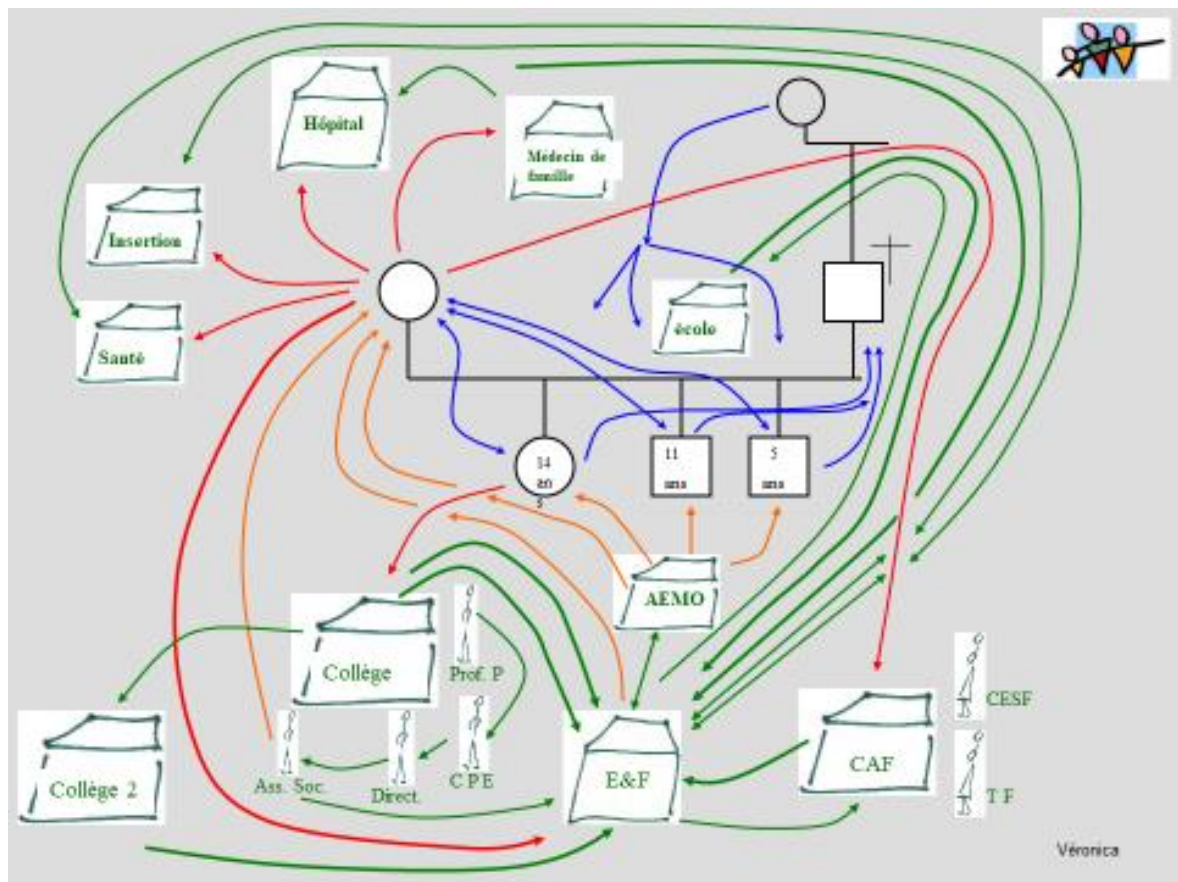 Hôpital
Médecin de
famille
Insertion
école
Santé
14
an
s
11
ans
5
ans
AEMO
Collège
Prof. P
CESF
Collège 2
Ass. Soc.
Direct.
C P E
E&F
CAF
T F
Véronica